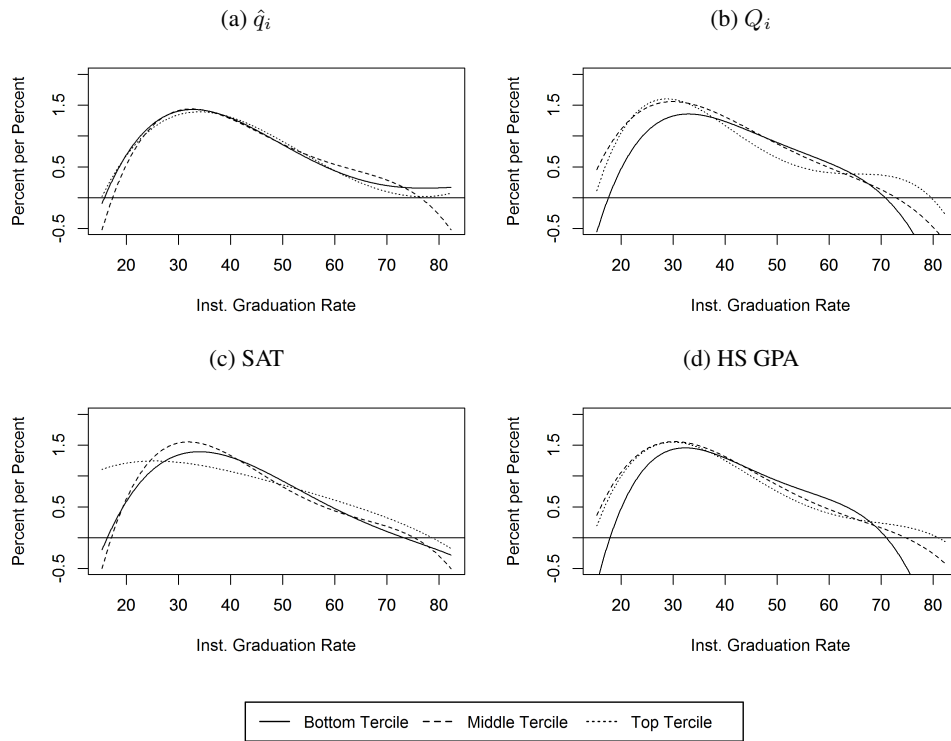 (a) q̂ᵢ
Percent per Percent
-0.5 0.5 1.5
20 30 40 50 60 70 80
Inst. Graduation Rate
(b) Qᵢ
Percent per Percent
-0.5 0.5 1.5
20 30 40 50 60 70 80
Inst. Graduation Rate
(c) SAT
Percent per Percent
-0.5 0.5 1.5
20 30 40 50 60 70 80
Inst. Graduation Rate
(d) HS GPA
Percent per Percent
-0.5 0.5 1.5
20 30 40 50 60 70 80
Inst. Graduation Rate
Bottom Tercile Middle Tercile Top Tercile